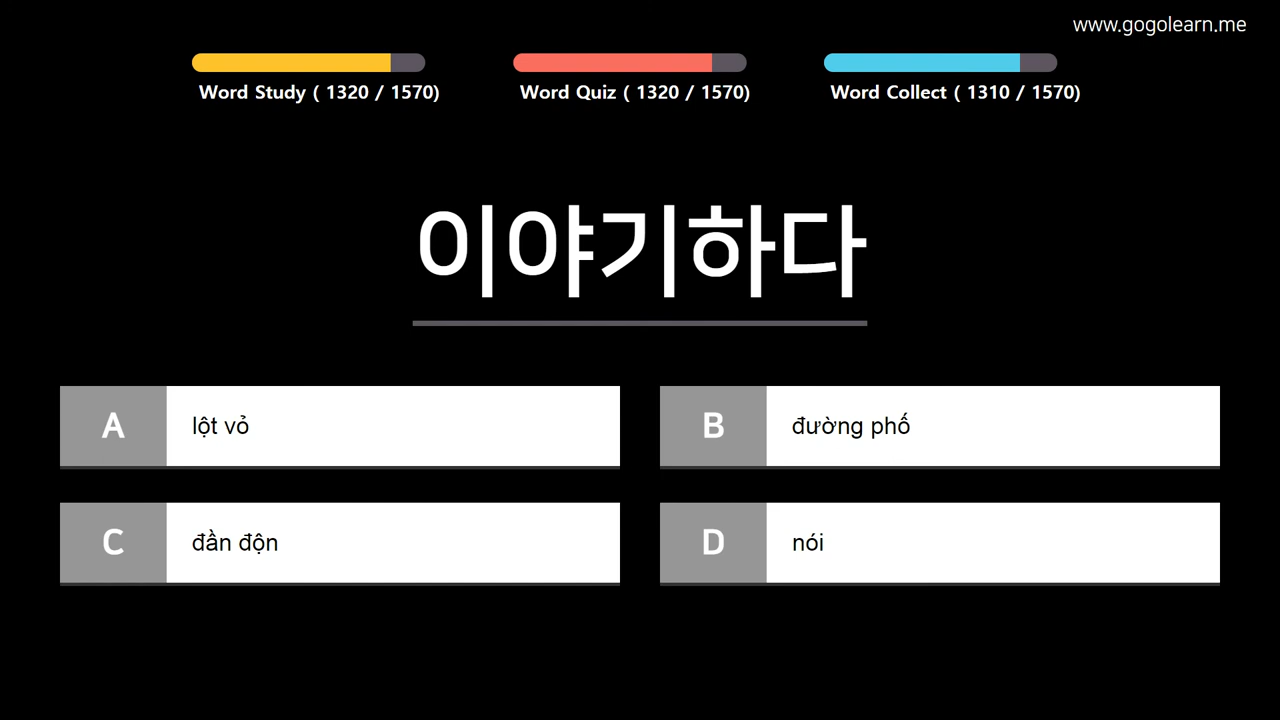 www.gogolearn.me
Word Study ( 1320 / 1570)
Word Quiz ( 1320 / 1570)
Word Collect ( 1310 / 1570)
이야기하다
A lột vỏ
B đường phố
C đần độn
D nói